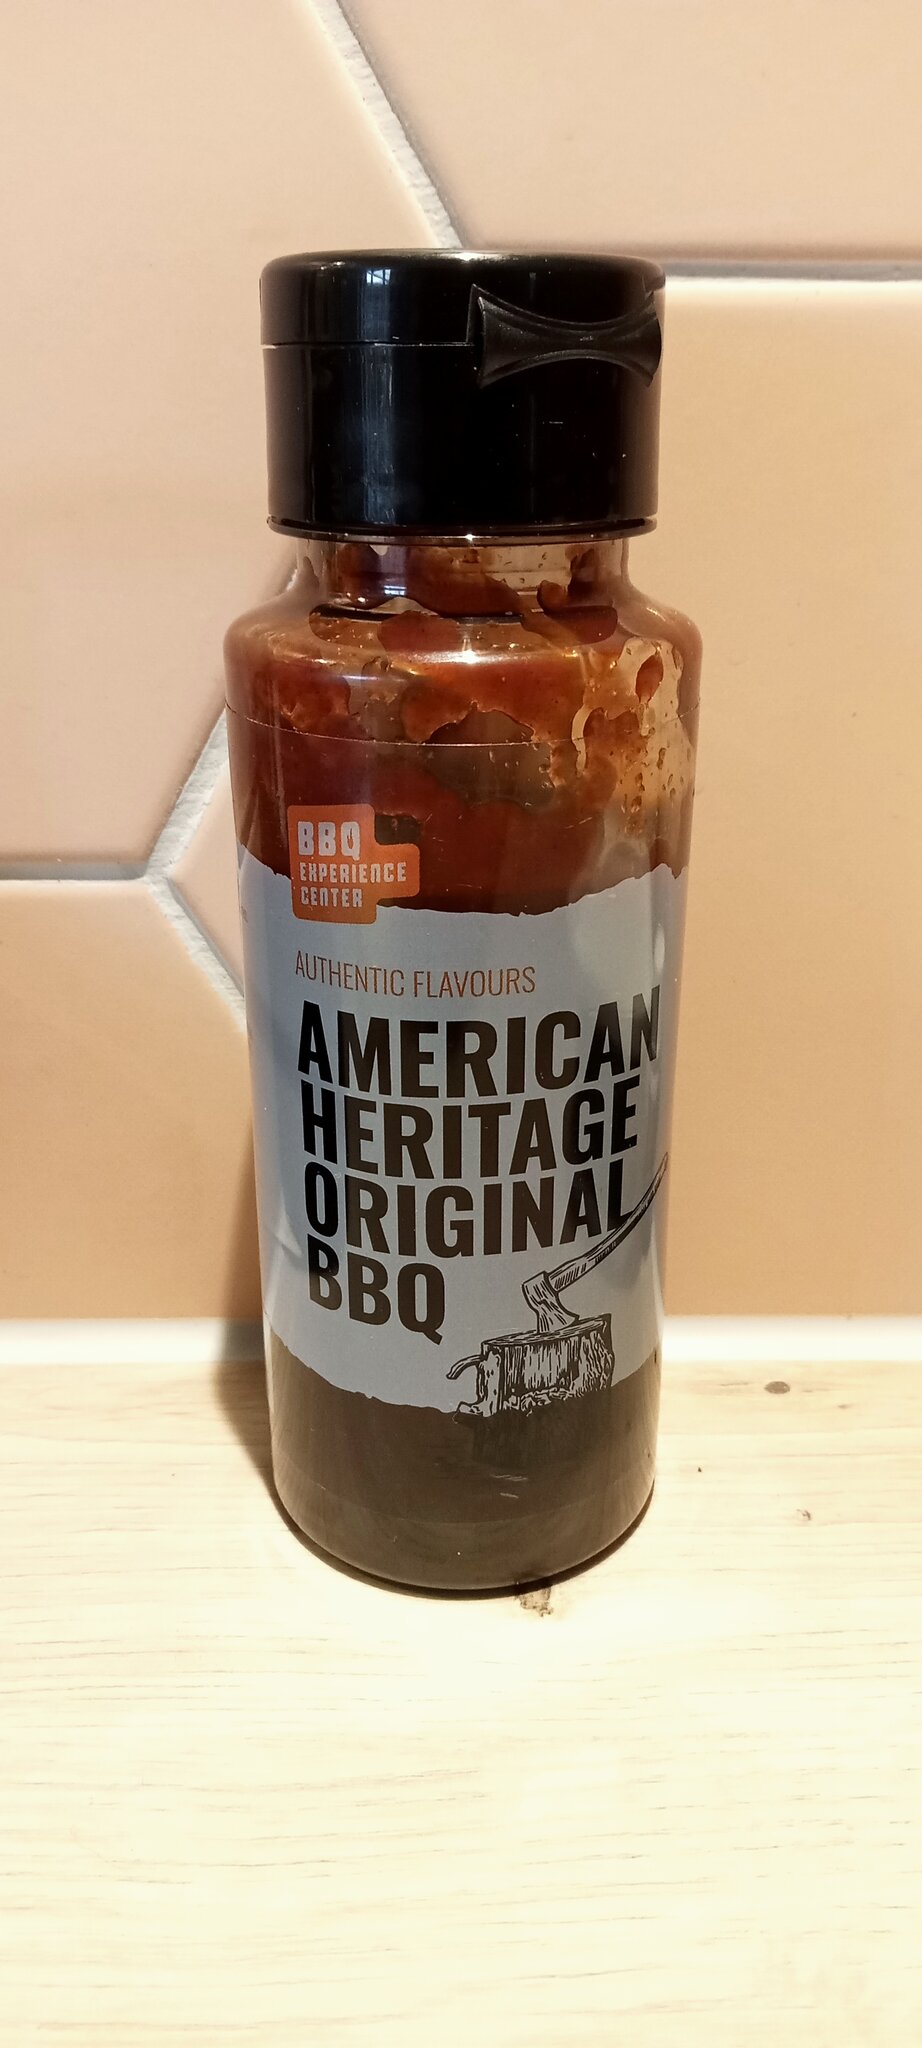 BBQ
EXPERIENCE
CENTER
AUTHENTIC FLAVOURS
AMERICAN
HERITAGE
ORIGINAL
BBQ